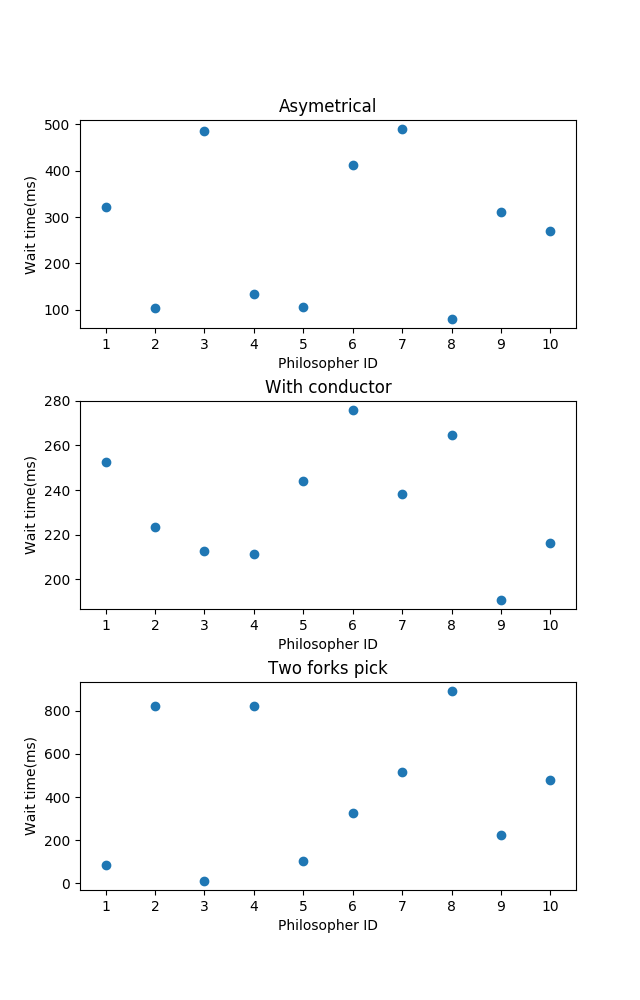 Asymetrical
Wait time(ms)
500
400
300
200
100
1 2 3 4 5 6 7 8 9 10
Philosopher ID
With conductor
Wait time(ms)
280
260
240
220
200
1 2 3 4 5 6 7 8 9 10
Philosopher ID
Two forks pick
Wait time(ms)
800
600
400
200
0
1 2 3 4 5 6 7 8 9 10
Philosopher ID